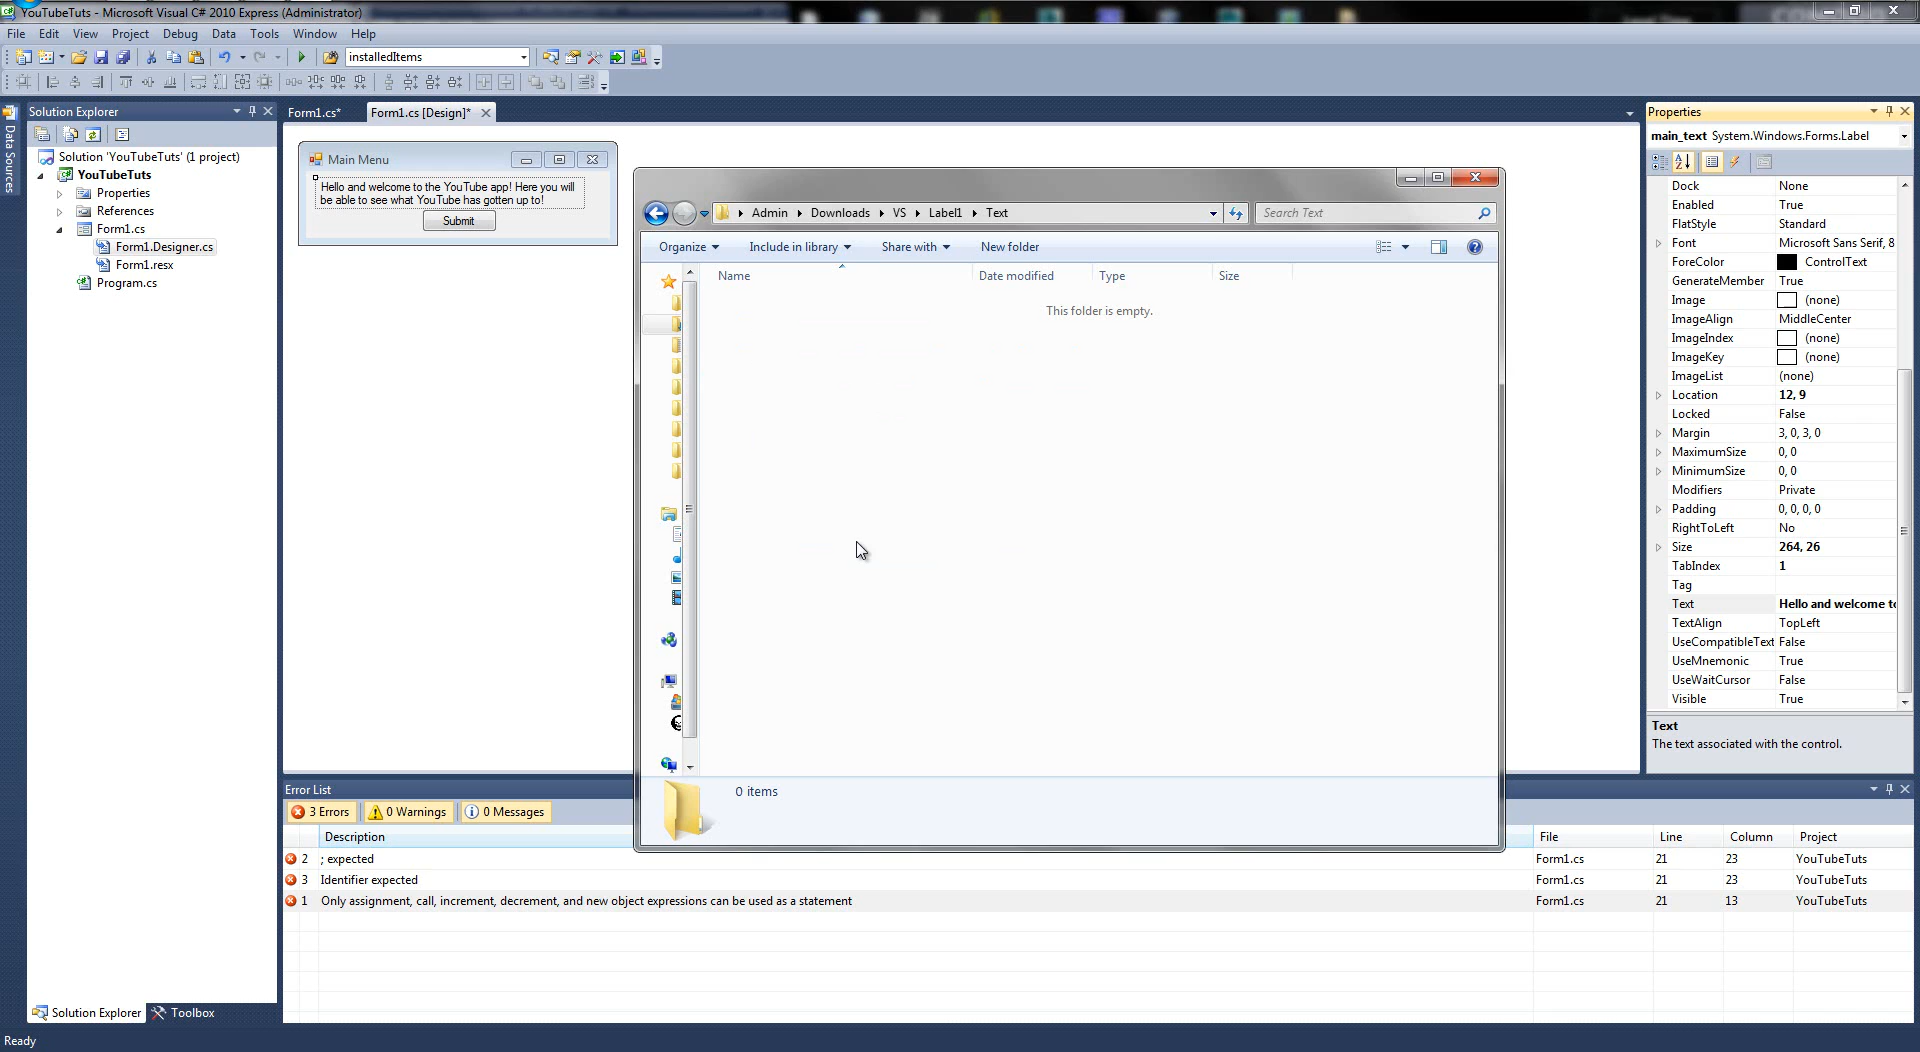 YouTubeTuts - Microsoft Visual C# 2010 Express (Administrator)
File Edit View Project Debug Data Tools Window Help
installedItems
Data Sources
Solution Explorer
Solution 'YouTubeTuts' (1 project)
YouTubeTuts
Properties
References
Form1.cs
Form1.Designer.cs
Form1.resx
Program.cs
Solution Explorer Toolbox
Form1.cs* Form1.cs [Design]*
Main Menu
Hello and welcome to the YouTube app! Here you will
be able to see what YouTube has gotten up to!
Submit
Admin Downloads VS Label1 Text
Search Text
Organize Include in library Share with New folder
Name Date modified Type Size
This folder is empty.
0 items
Properties
main_text System.Windows.Forms.Label
Dock None
Enabled True
FlatStyle Standard
Font Microsoft Sans Serif, 8
ForeColor ControlText
GenerateMember True
Image (none)
ImageAlign MiddleCenter
ImageIndex (none)
ImageKey (none)
ImageList (none)
Location 12, 9
Locked False
Margin 3, 0, 3, 0
MaximumSize 0, 0
MinimumSize 0, 0
Modifiers Private
Padding 0, 0, 0, 0
RightToLeft No
Size 264, 26
TabIndex 1
Tag
Text Hello and welcome to
TextAlign TopLeft
UseCompatibleText False
UseMnemonic True
UseWaitCursor False
Visible True
Text
The text associated with the control.
Error List
3 Errors 0 Warnings 0 Messages
Description File Line Column Project
2 ; expected Form1.cs 21 23 YouTubeTuts
3 Identifier expected Form1.cs 21 23 YouTubeTuts
1 Only assignment, call, increment, decrement, and new object expressions can be used as a statement Form1.cs 21 13 YouTubeTuts
Ready